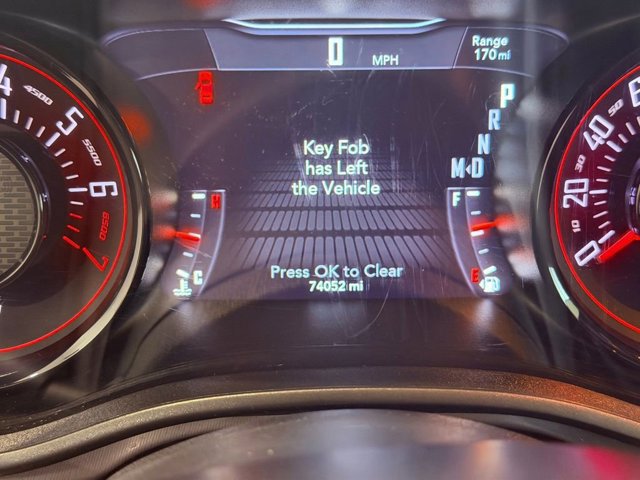 0 MPH
Range
170 mi
P
R
N
M◂D
Key Fob
has Left
the Vehicle
H
C
F
E
Press OK to Clear
74052 mi
4
4500
5
5500
6
6500
7
40
30
20
10
0